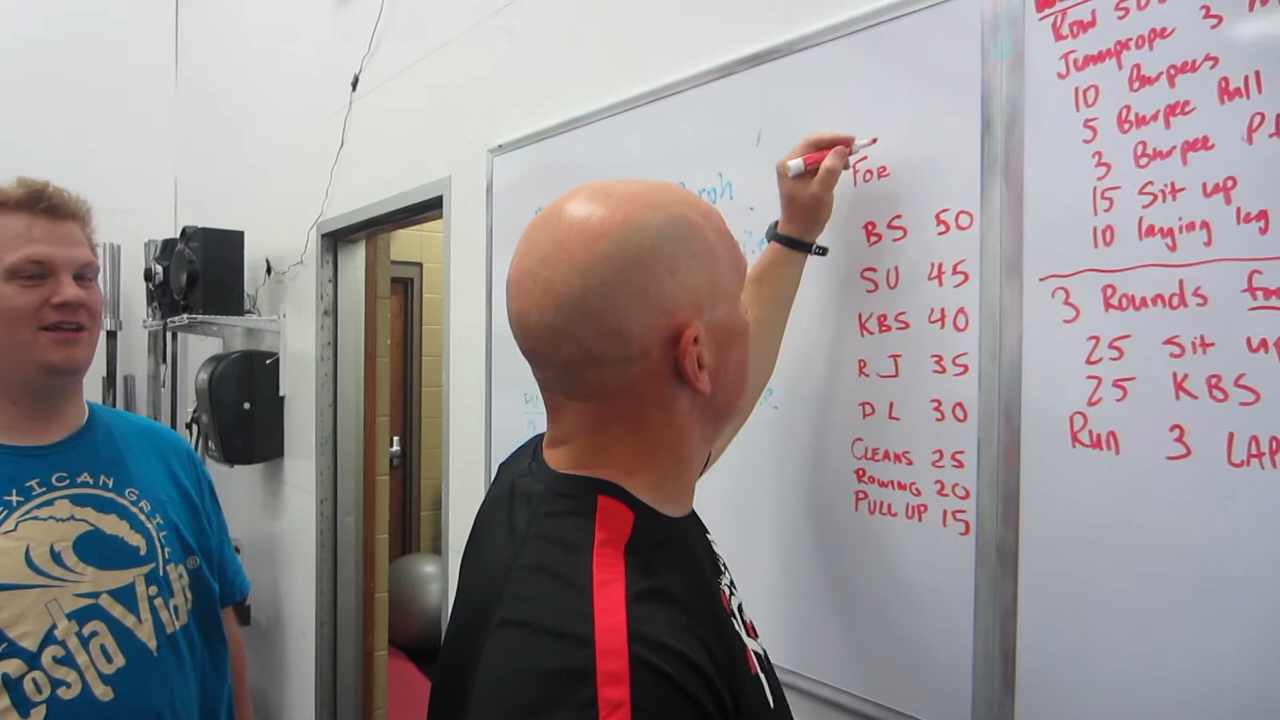 FOR
BS 50
SU 45
KBS 40
RJ 35
DL 30
CLEANS 25
ROWING 20
PULL UP 15
Row
Jumprope 3
10 Burpees
5 Burpee Pull
3 Burpee
15 Sit up
10 laying leg
3 Rounds
25 Sit up
25 KBS
Run 3 LAP
EXICAN GRILL
Costa Vida®